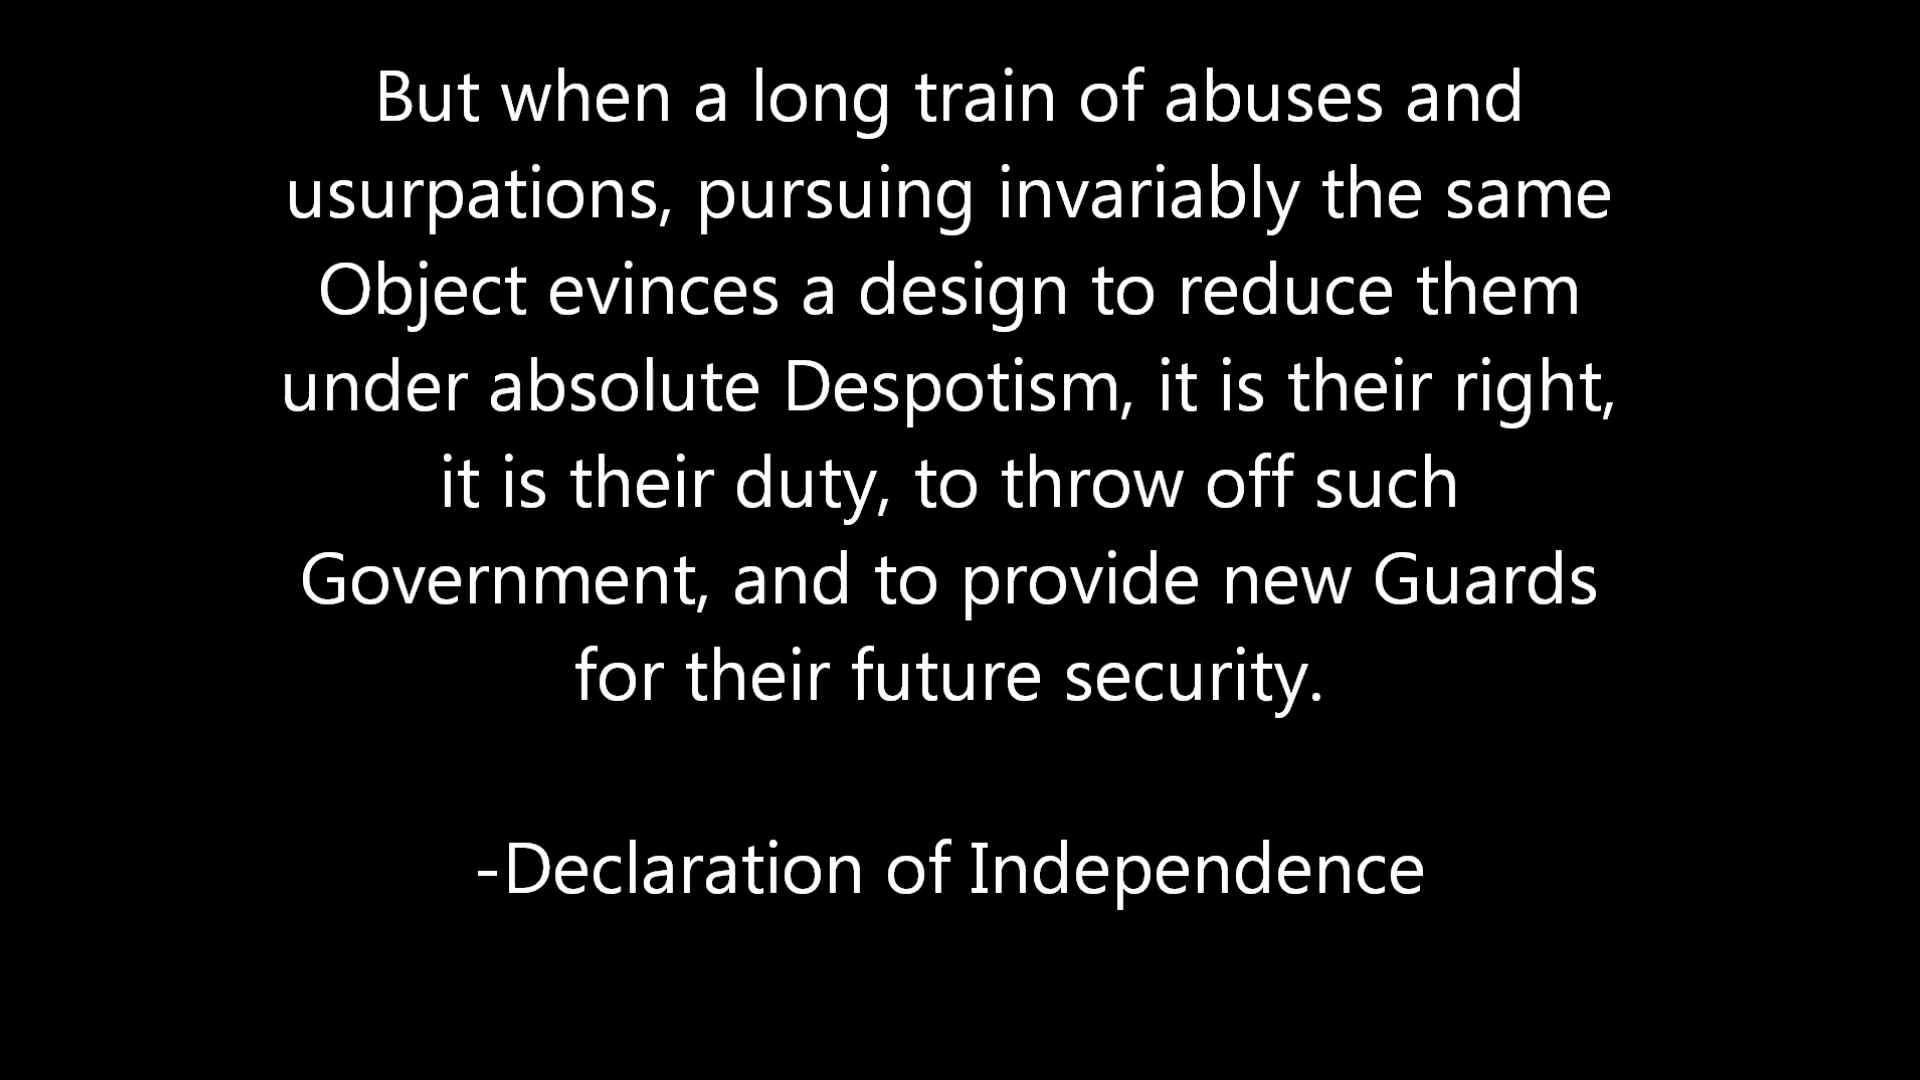 But when a long train of abuses and
usurpations, pursuing invariably the same
Object evinces a design to reduce them
under absolute Despotism, it is their right,
it is their duty, to throw off such
Government, and to provide new Guards
for their future security.
-Declaration of Independence